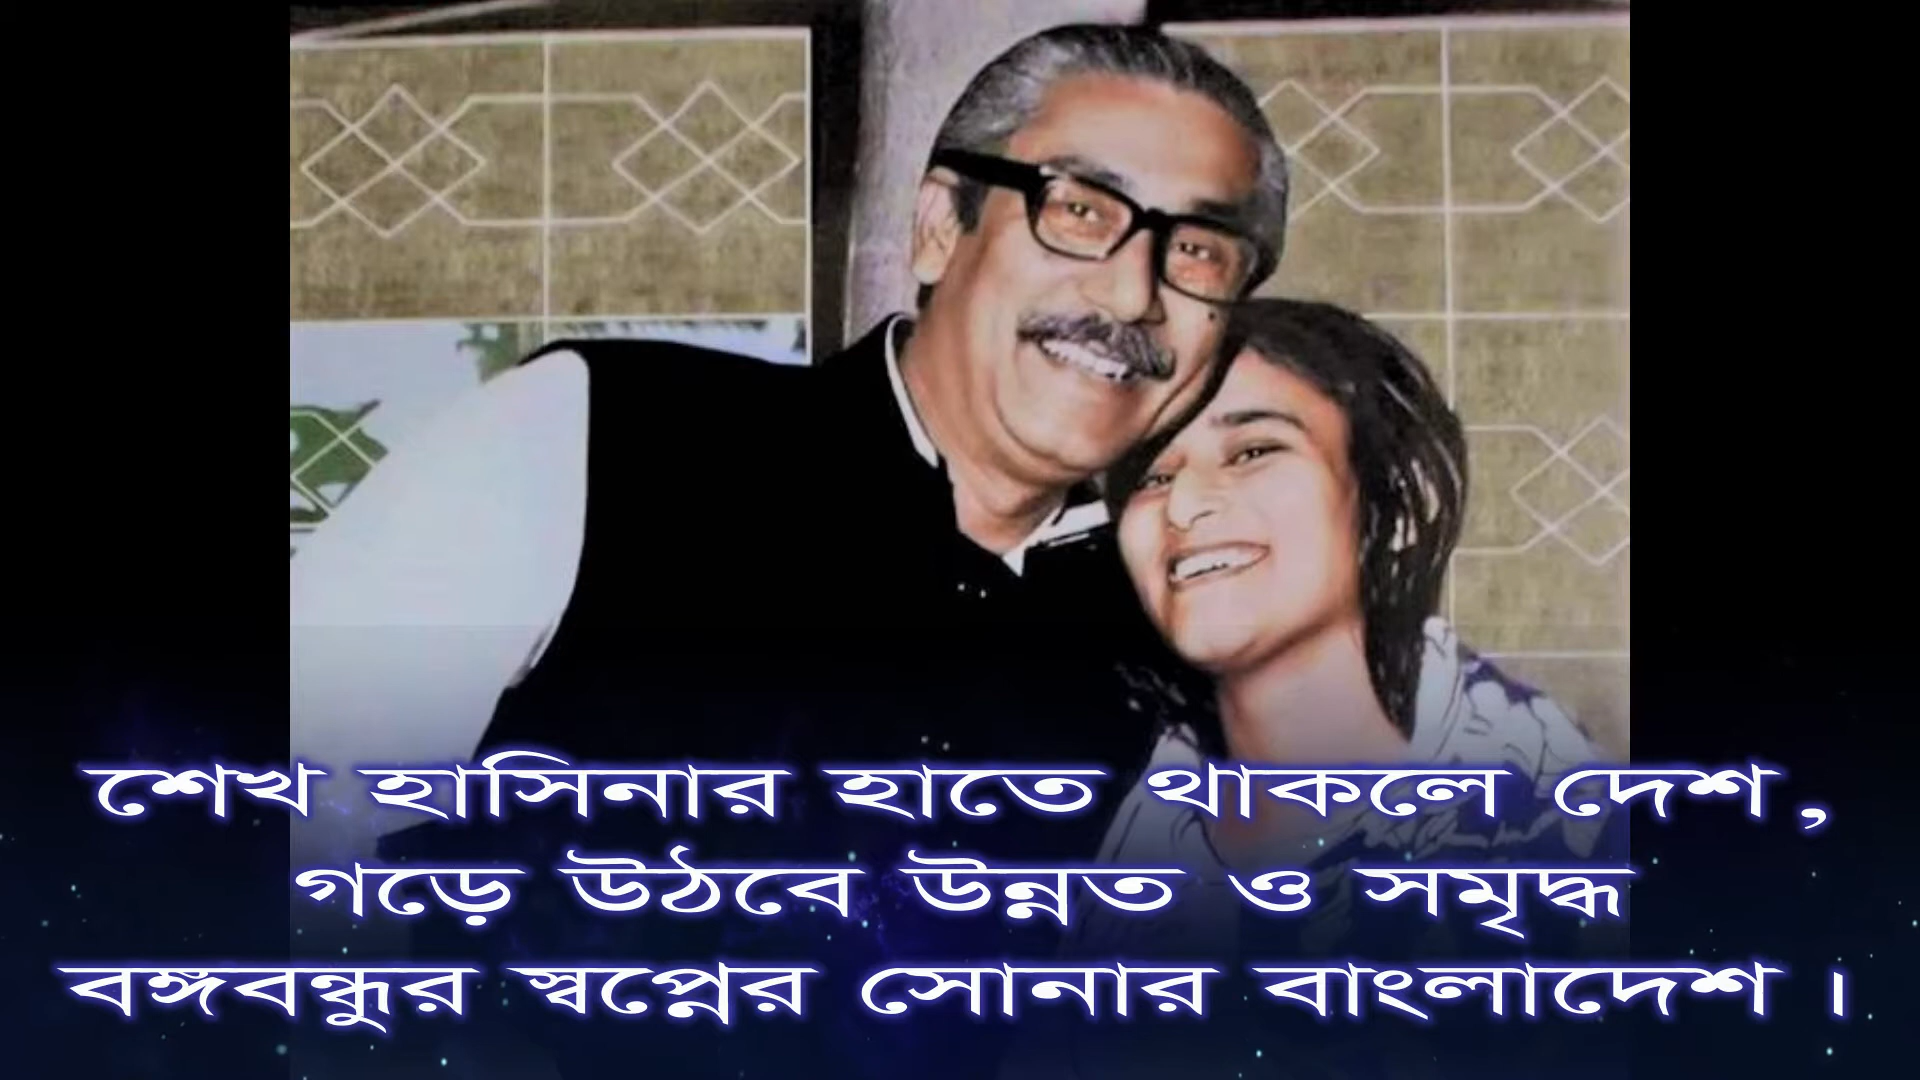 শেখ হাসিনার হাতে থাকলে দেশ ,
গড়ে উঠবে উন্নত ও সমৃদ্ধ
বঙ্গবন্ধুর স্বপ্নের সোনার বাংলাদেশ ।